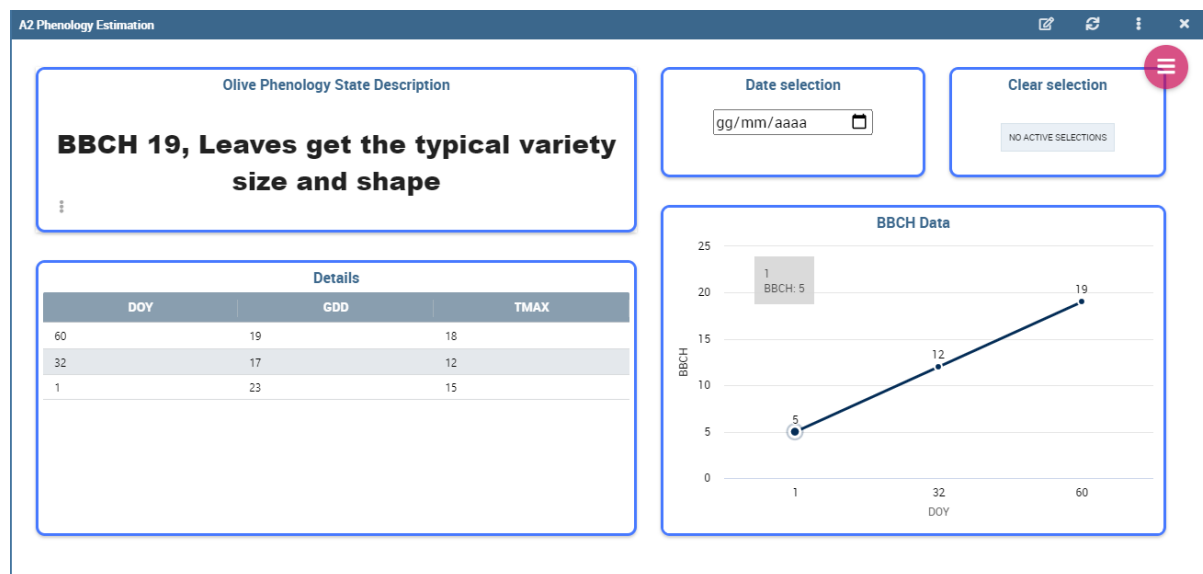 A2 Phenology Estimation
Olive Phenology State Description
BBCH 19, Leaves get the typical variety
size and shape
Date selection
gg/mm/aaaa
Clear selection
NO ACTIVE SELECTIONS
Details
DOY GDD TMAX
60 19 18
32 17 12
1 23 15
BBCH Data
25
20
15
10
5
0
BBCH
1
BBCH: 5
5
12
19
1 32 60
DOY